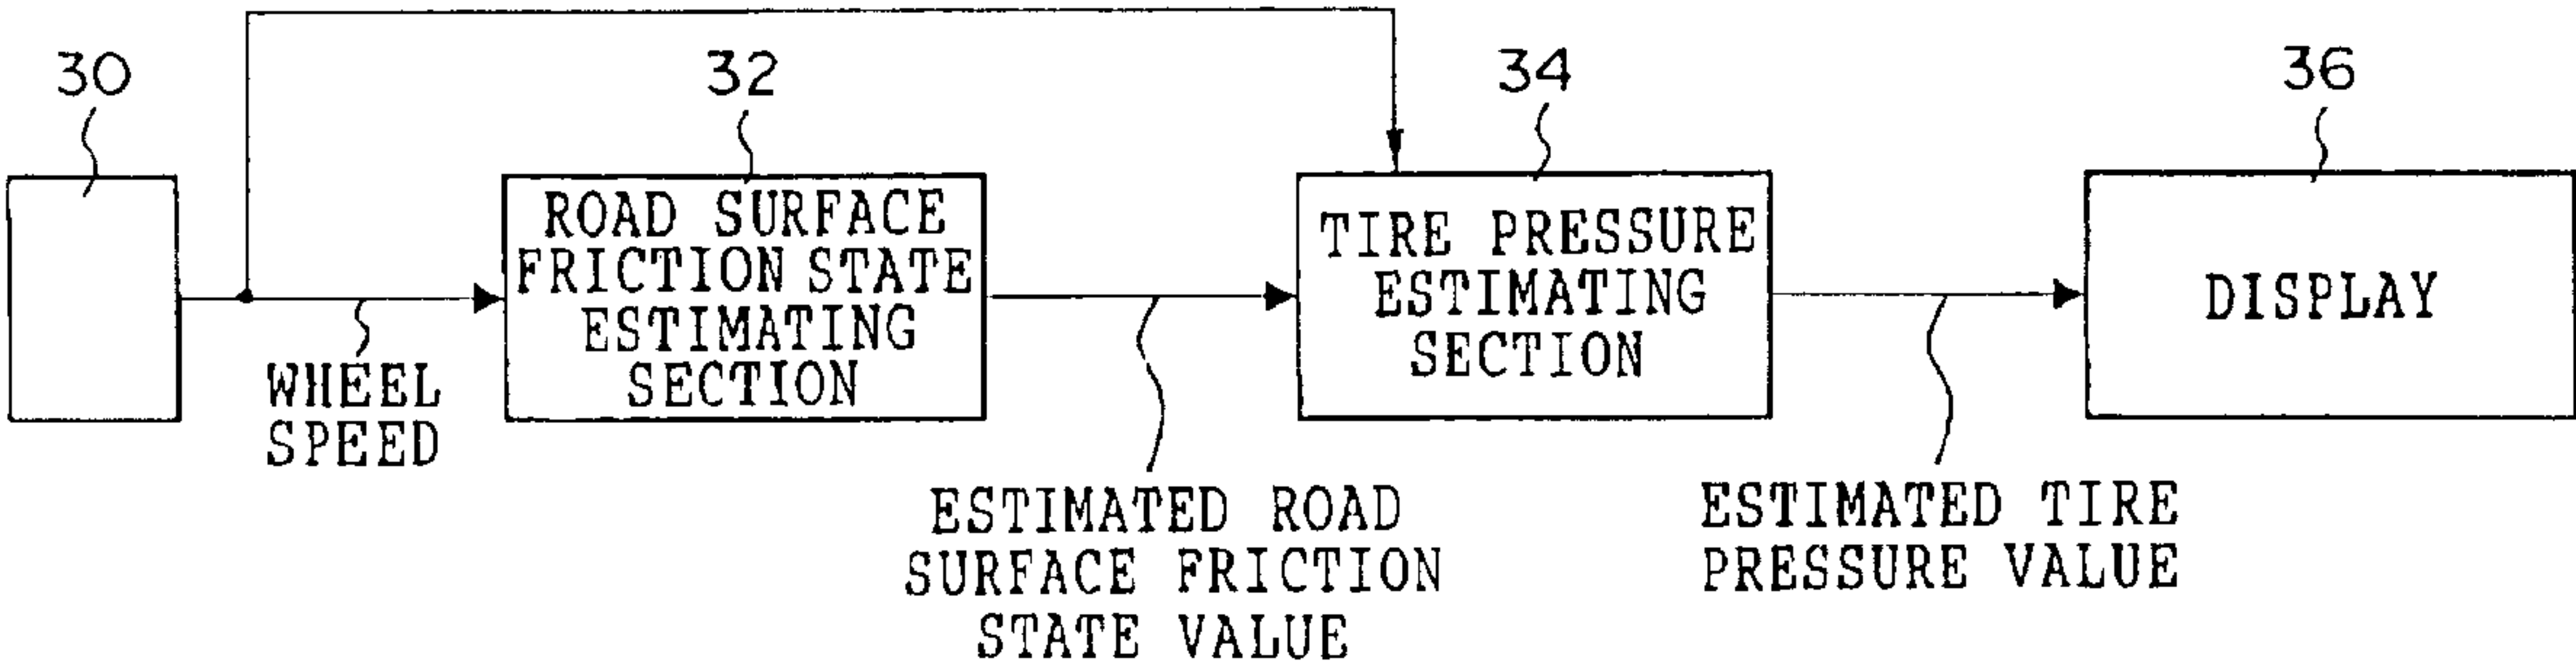 30
32
34
36
ROAD SURFACE
FRICTION STATE
ESTIMATING
SECTION
TIRE PRESSURE
ESTIMATING
SECTION
DISPLAY
WHEEL
SPEED
ESTIMATED ROAD
SURFACE FRICTION
STATE VALUE
ESTIMATED TIRE
PRESSURE VALUE